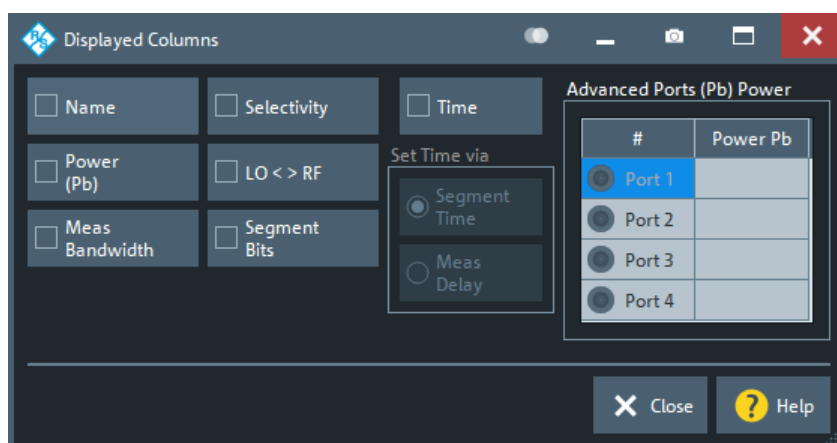 R&S Displayed Columns
Name
Selectivity
Time
Power
(Pb)
LO < > RF
Meas
Bandwidth
Segment
Bits
Set Time via
Segment
Time
Meas
Delay
Advanced Ports (Pb) Power
# Power Pb
Port 1
Port 2
Port 3
Port 4
Close
? Help